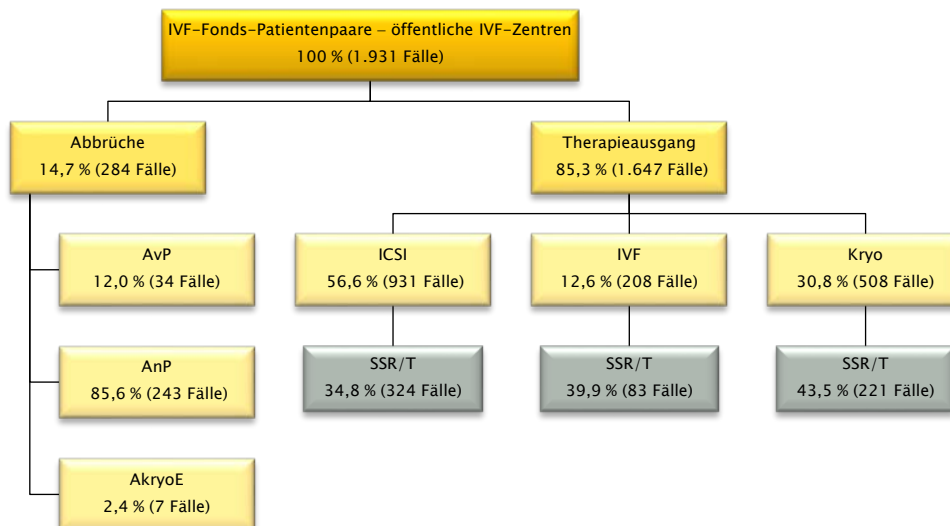 IVF-Fonds-Patientenpaare – öffentliche IVF-Zentren
100 % (1.931 Fälle)
Abbrüche
14,7 % (284 Fälle)
Therapieausgang
85,3 % (1.647 Fälle)
AvP
12,0 % (34 Fälle)
ICSI
56,6 % (931 Fälle)
IVF
12,6 % (208 Fälle)
Kryo
30,8 % (508 Fälle)
AnP
85,6 % (243 Fälle)
SSR/T
34,8 % (324 Fälle)
SSR/T
39,9 % (83 Fälle)
SSR/T
43,5 % (221 Fälle)
AkryoE
2,4 % (7 Fälle)